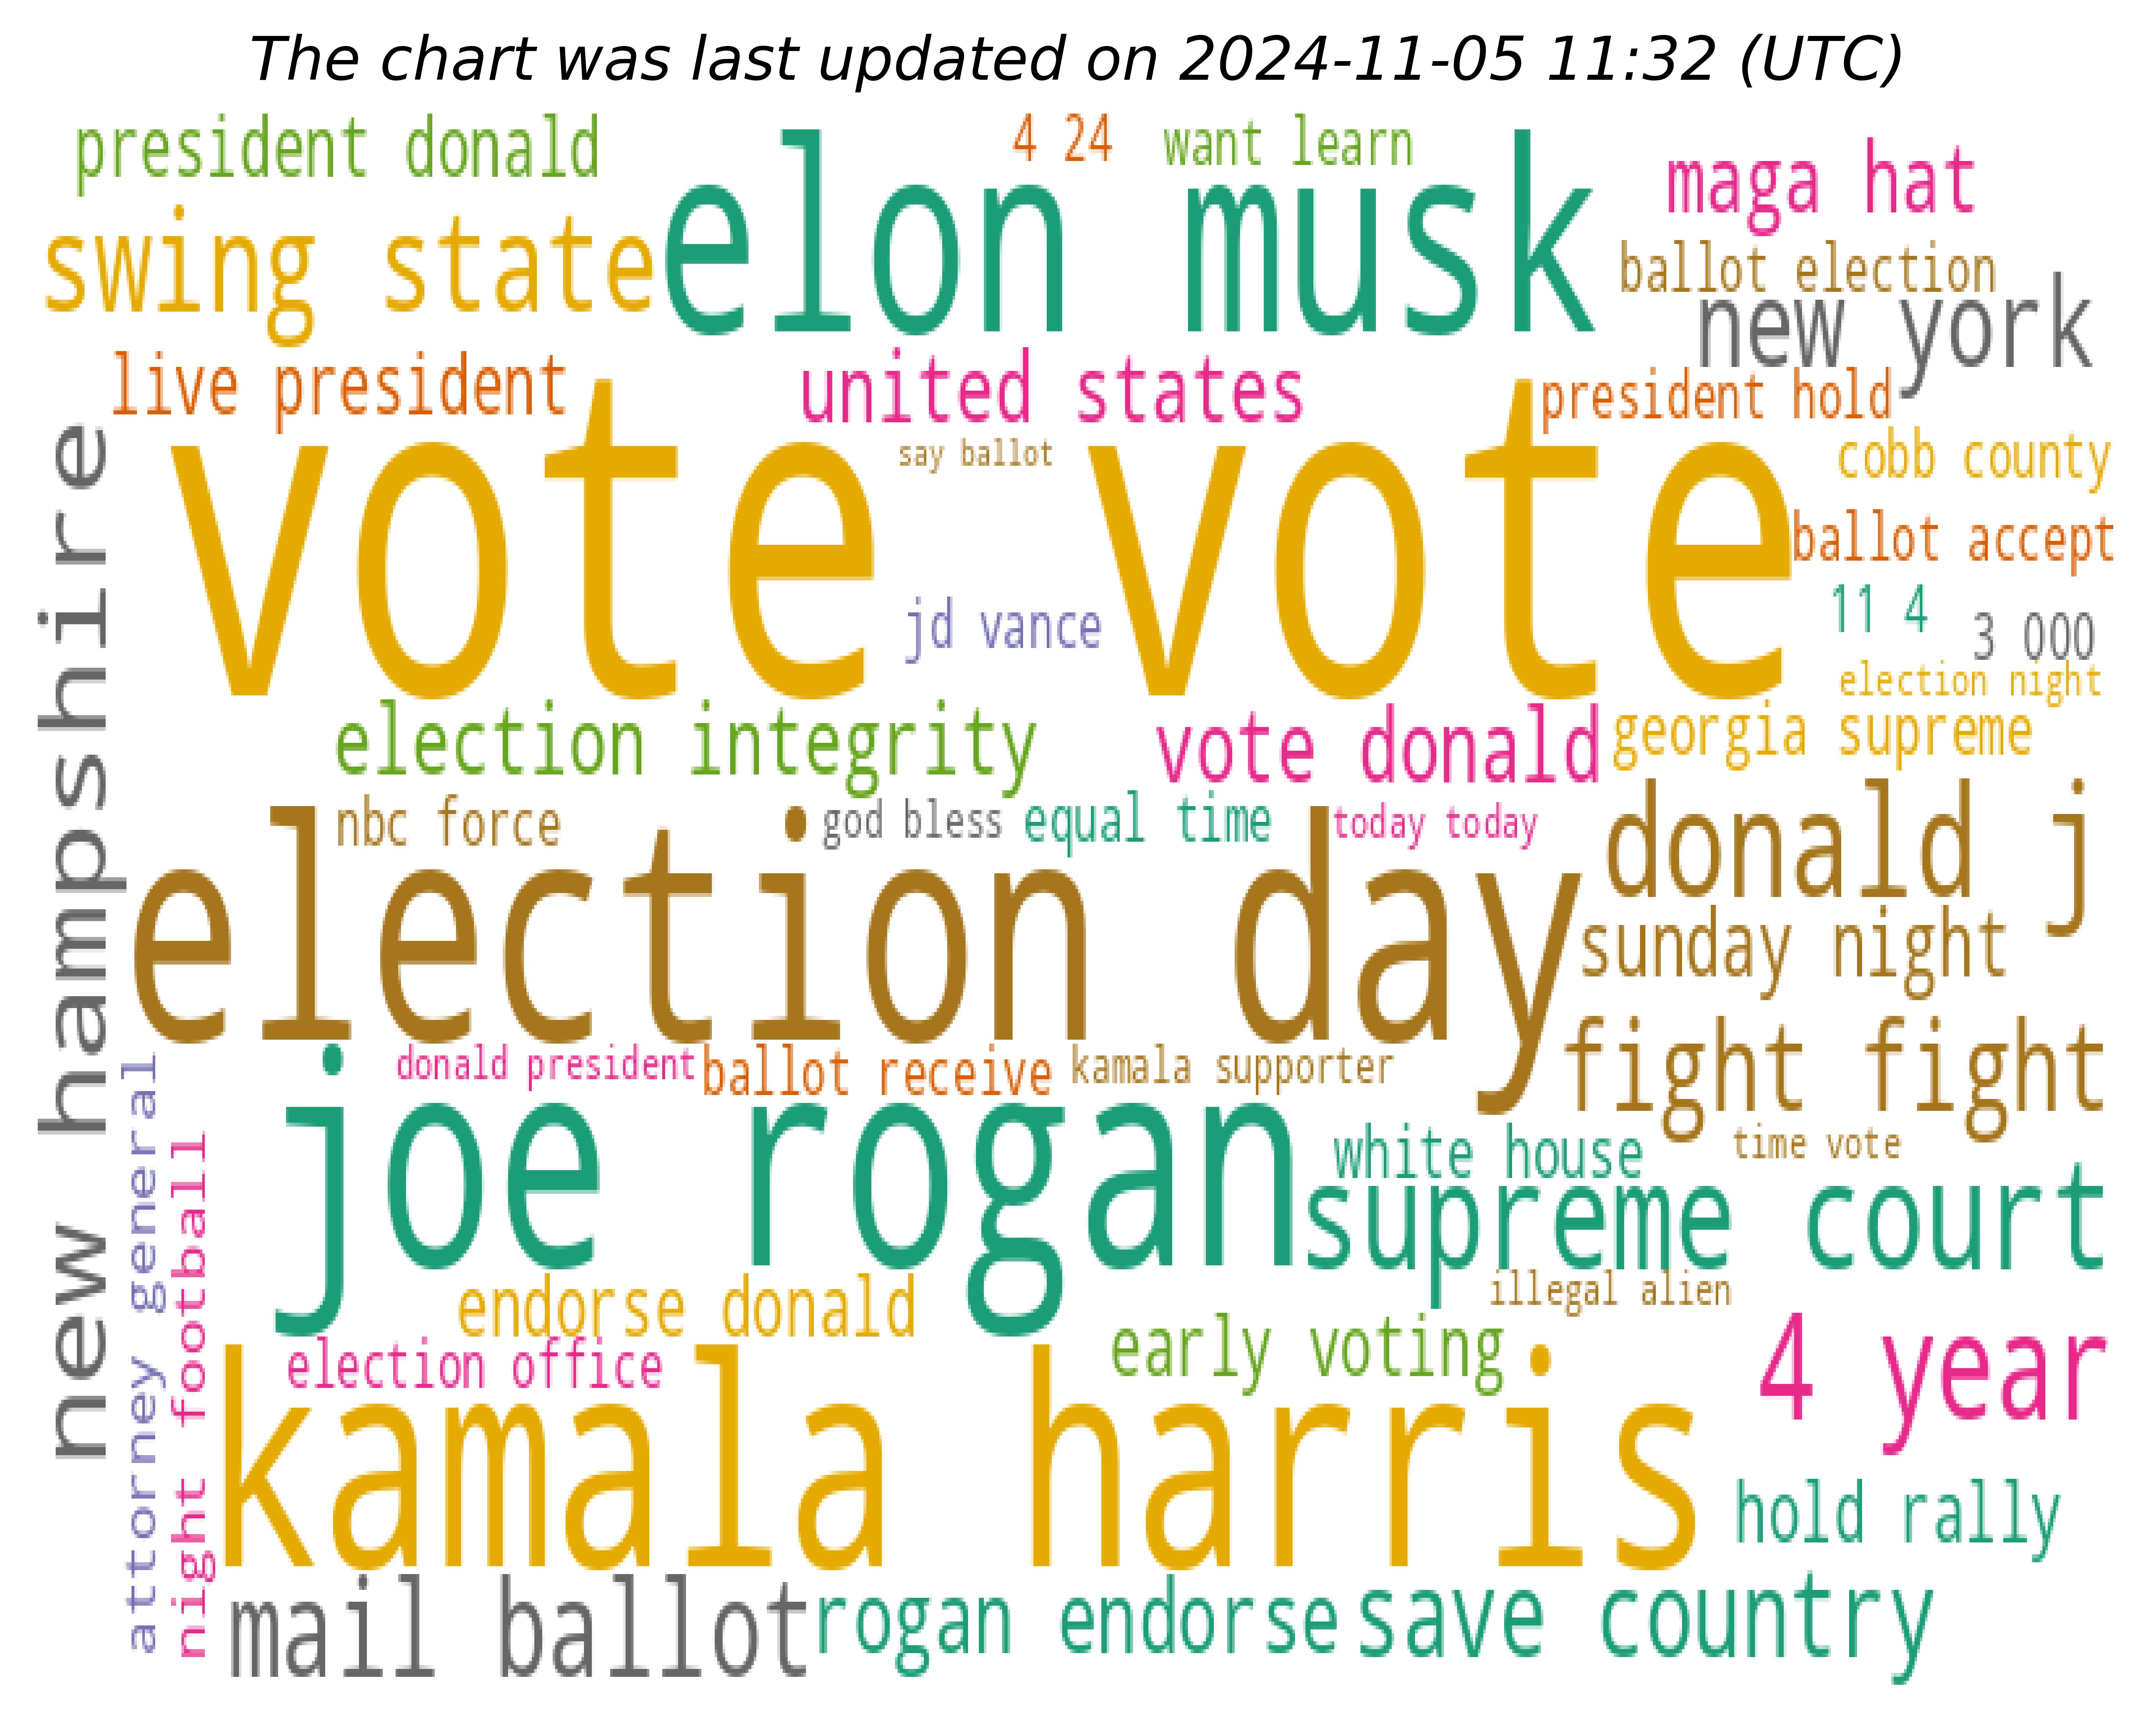 The chart was last updated on 2024-11-05 11:32 (UTC)
president donald
4 24
want learn
maga hat
swing state
elon musk
ballot election
new york
live president
united states
president hold
vote vote
say ballot
cobb county
ballot accept
jd vance
11 4
3 000
election night
new hampshire
election integrity
vote donald
georgia supreme
nbc force
god bless
equal time
today today
donald j
election day
sunday night
fight fight
donald president
ballot receive
kamala supporter
joe rogan
white house
time vote
supreme court
attorney general
night football
endorse donald
illegal alien
election office
early voting
4 year
kamala harris
hold rally
mail ballot
rogan endorse
save country